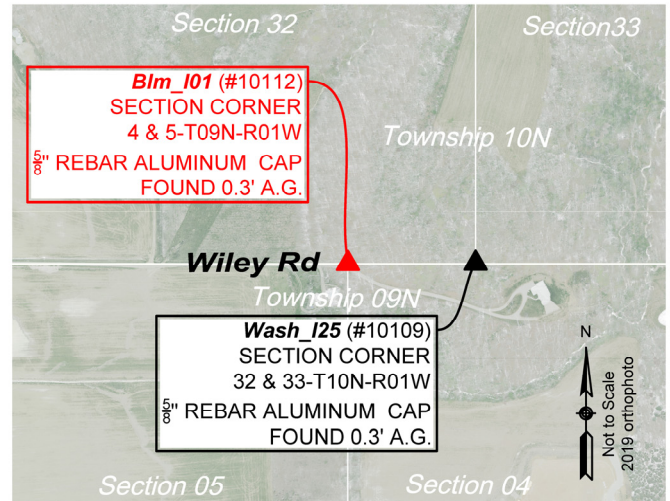 Section 32
Section33
Blm_I01 (#10112)
SECTION CORNER
4 & 5-T09N-R01W
5/8" REBAR ALUMINUM CAP
FOUND 0.3' A.G.
Township 10N
Wiley Rd
Township 09N
Wash_I25 (#10109)
SECTION CORNER
32 & 33-T10N-R01W
5/8" REBAR ALUMINUM CAP
FOUND 0.3' A.G.
N
Not to Scale
2019 orthophoto
Section 05
Section 04